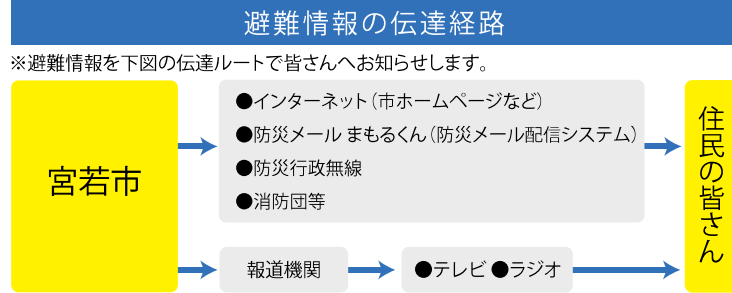 避難情報の伝達経路
※避難情報を下図の伝達ルートで皆さんへお知らせします。
宮若市
●インターネット（市ホームページなど）
●防災メール まもるくん（防災メール配信システム）
●防災行政無線
●消防団等
報道機関
●テレビ ●ラジオ
住民の皆さん